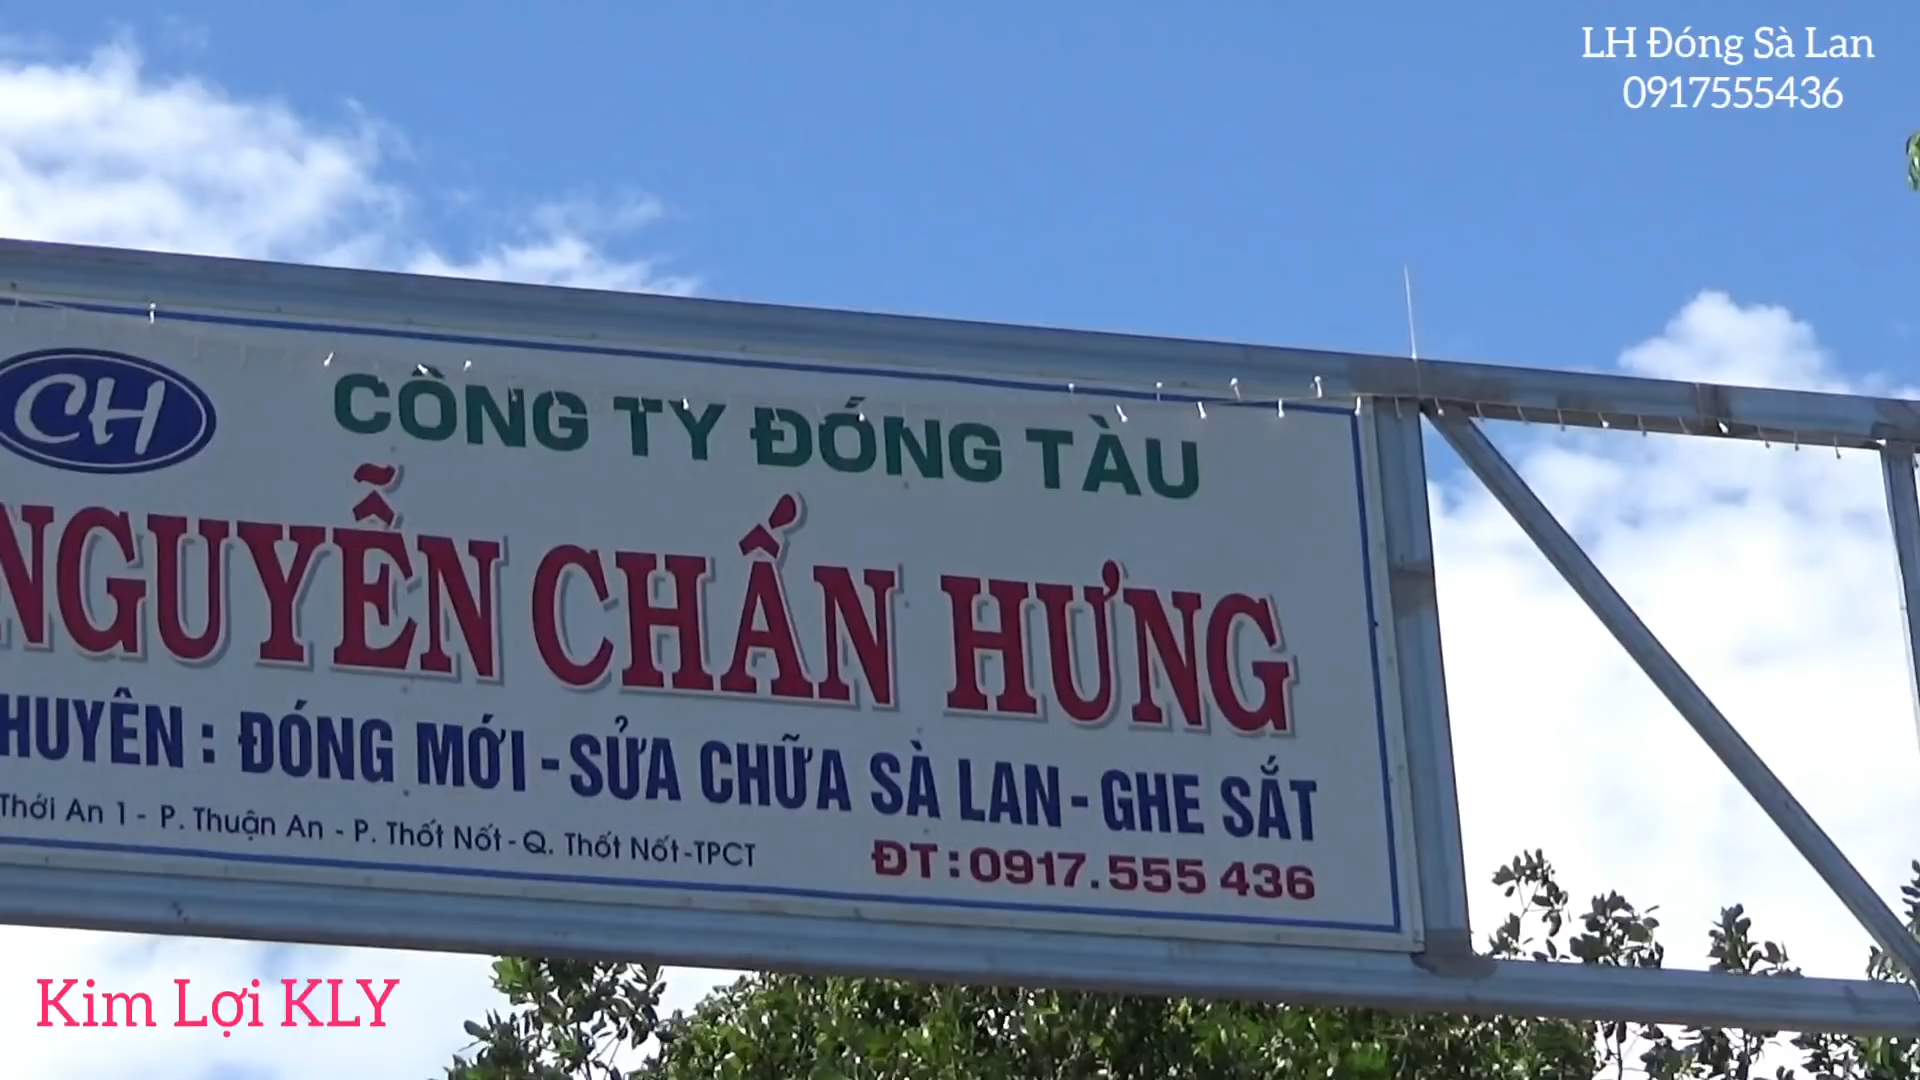 LH Đóng Sà Lan
0917555436
CH
CÔNG TY ĐÓNG TÀU
NGUYỄN CHẤN HƯNG
HUYÊN : ĐÓNG MỚI - SỬA CHỮA SÀ LAN - GHE SẮT
Thới An 1 - P. Thuận An - P. Thốt Nốt - Q. Thốt Nốt - TPCT
ĐT : 0917.555 436
Kim Lợi KLY